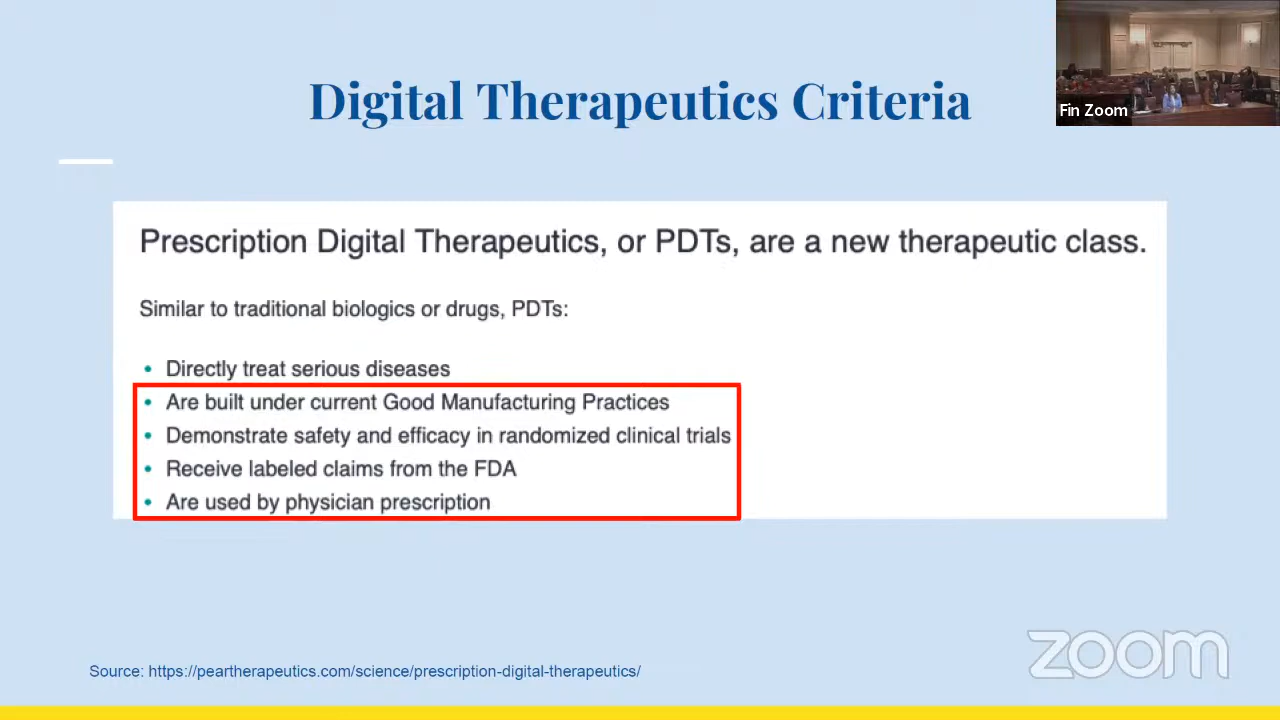 Digital Therapeutics Criteria
Fin Zoom
Prescription Digital Therapeutics, or PDTs, are a new therapeutic class.
Similar to traditional biologics or drugs, PDTs:
• Directly treat serious diseases
• Are built under current Good Manufacturing Practices
• Demonstrate safety and efficacy in randomized clinical trials
• Receive labeled claims from the FDA
• Are used by physician prescription
Source: https://peartherapeutics.com/science/prescription-digital-therapeutics/
zoom